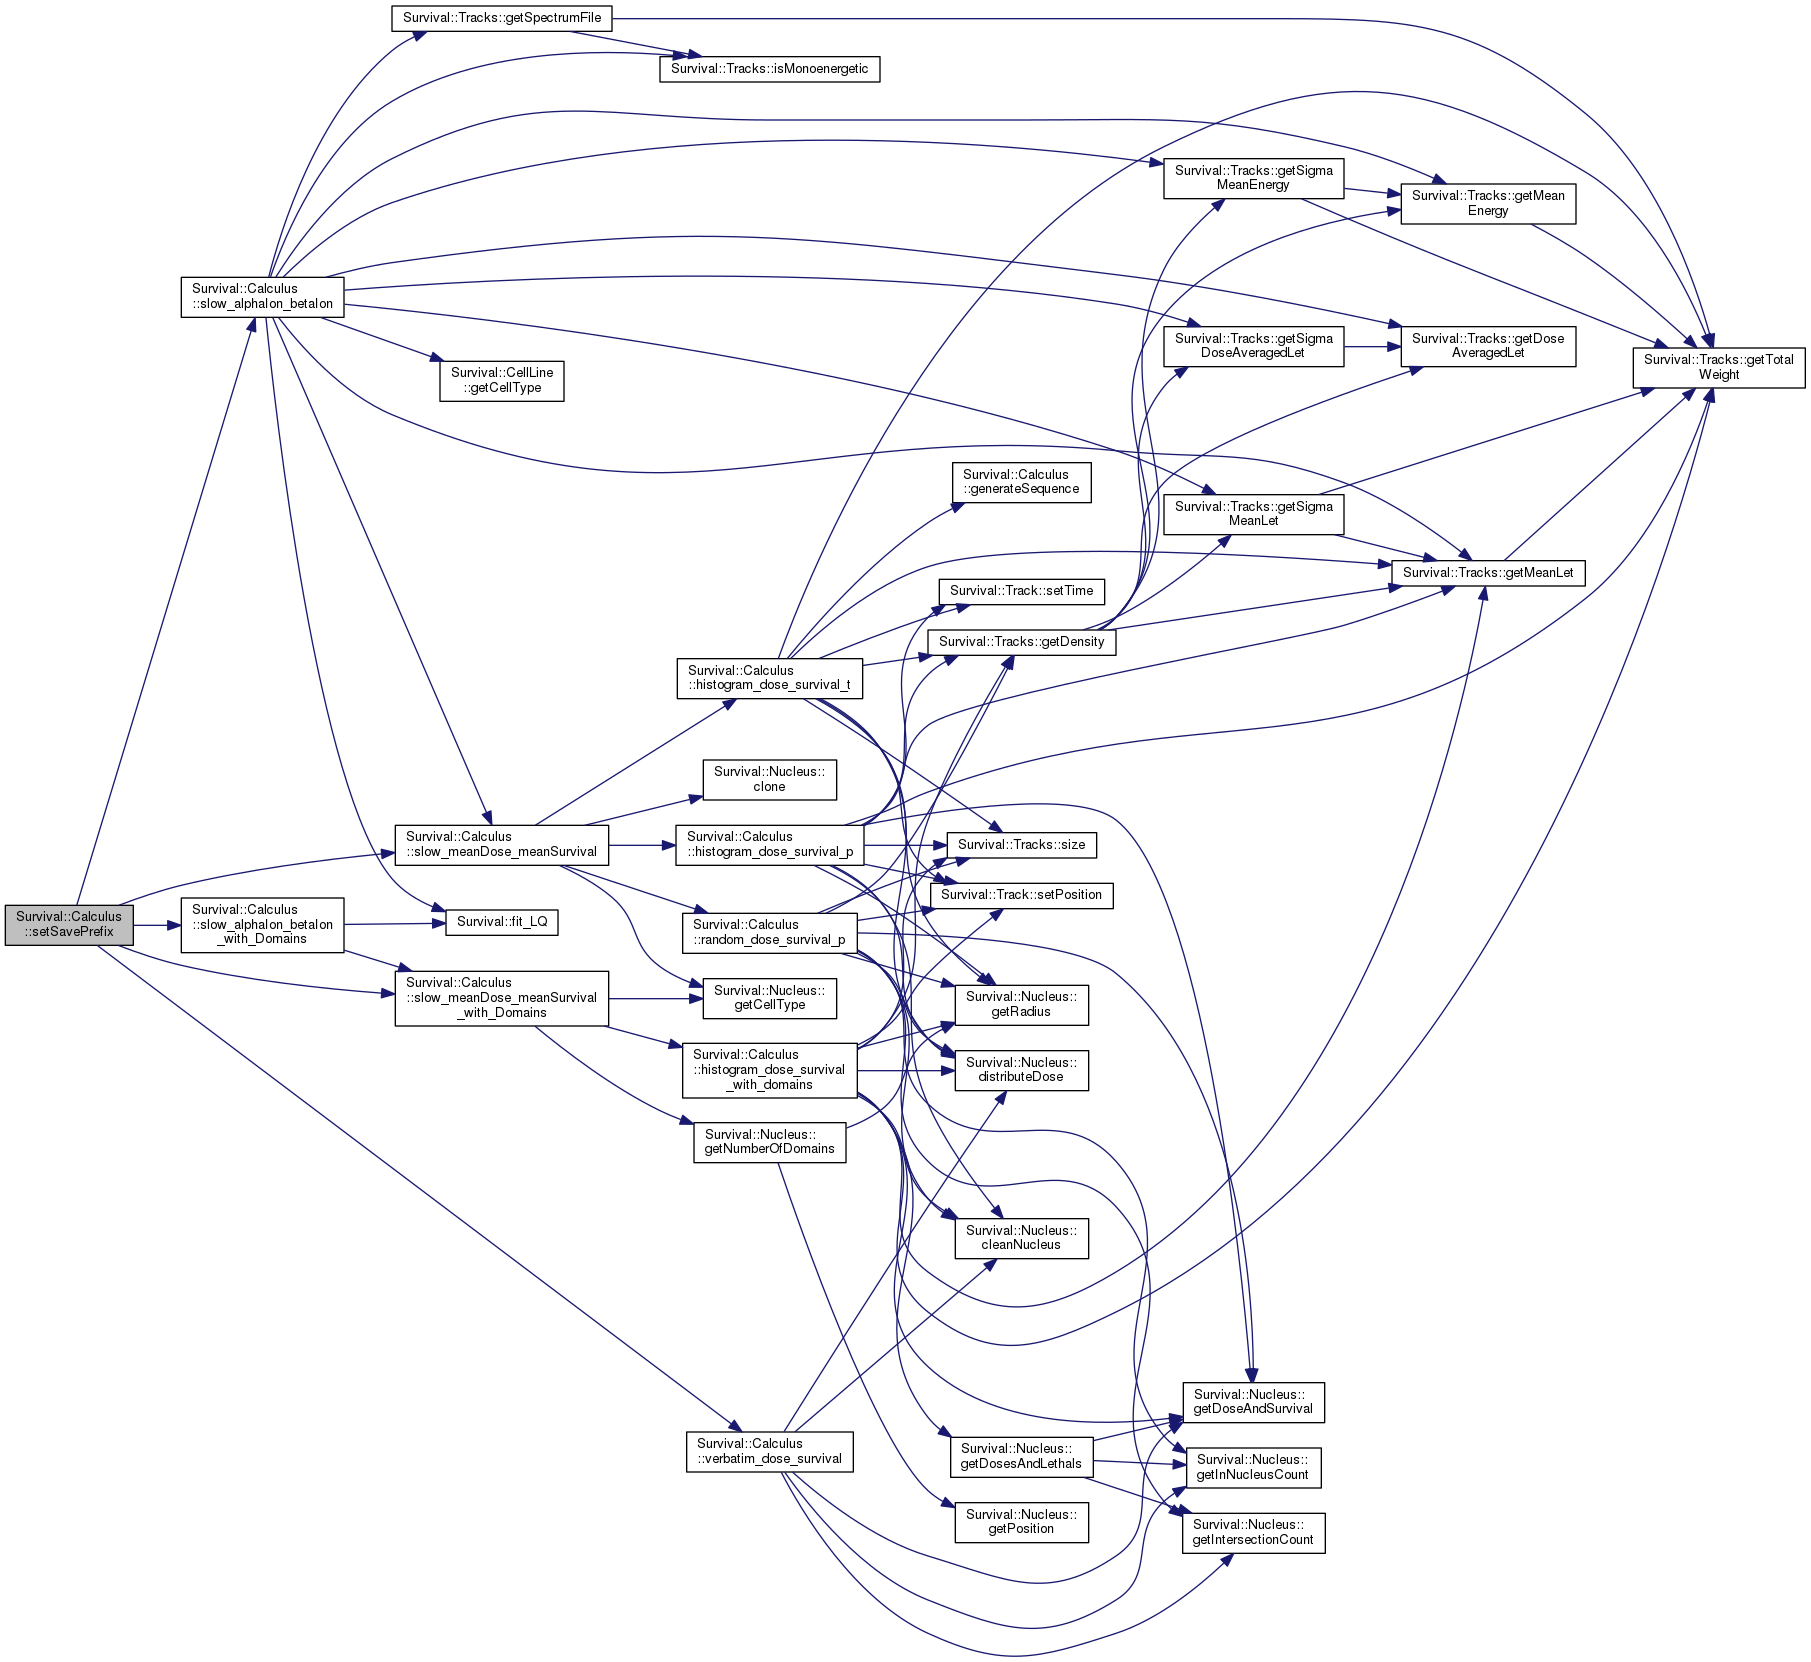 Survival::Tracks::getSpectrumFile
Survival::Tracks::isMonoenergetic
Survival::Tracks::getSigma
MeanEnergy
Survival::Tracks::getMean
Energy
Survival::Calculus
::slow_alphaIon_betaIon
Survival::Tracks::getSigma
DoseAveragedLet
Survival::Tracks::getDose
AveragedLet
Survival::Tracks::getTotal
Weight
Survival::CellLine
::getCellType
Survival::Calculus
::generateSequence
Survival::Tracks::getSigma
MeanLet
Survival::Tracks::getMeanLet
Survival::Track::setTime
Survival::Tracks::getDensity
Survival::Calculus
::histogram_dose_survival_t
Survival::Nucleus::
clone
Survival::Calculus
::slow_meanDose_meanSurvival
Survival::Calculus
::histogram_dose_survival_p
Survival::Tracks::size
Survival::Track::setPosition
Survival::Calculus
::setSavePrefix
Survival::Calculus
::slow_alphaIon_betaIon
_with_Domains
Survival::fit_LQ
Survival::Calculus
::random_dose_survival_p
Survival::Calculus
::slow_meanDose_meanSurvival
_with_Domains
Survival::Nucleus::
getCellType
Survival::Nucleus::
getRadius
Survival::Calculus
::histogram_dose_survival
_with_domains
Survival::Nucleus::
distributeDose
Survival::Nucleus::
getNumberOfDomains
Survival::Nucleus::
cleanNucleus
Survival::Nucleus::
getDoseAndSurvival
Survival::Calculus
::verbatim_dose_survival
Survival::Nucleus::
getDosesAndLethals
Survival::Nucleus::
getInNucleusCount
Survival::Nucleus::
getPosition
Survival::Nucleus::
getIntersectionCount